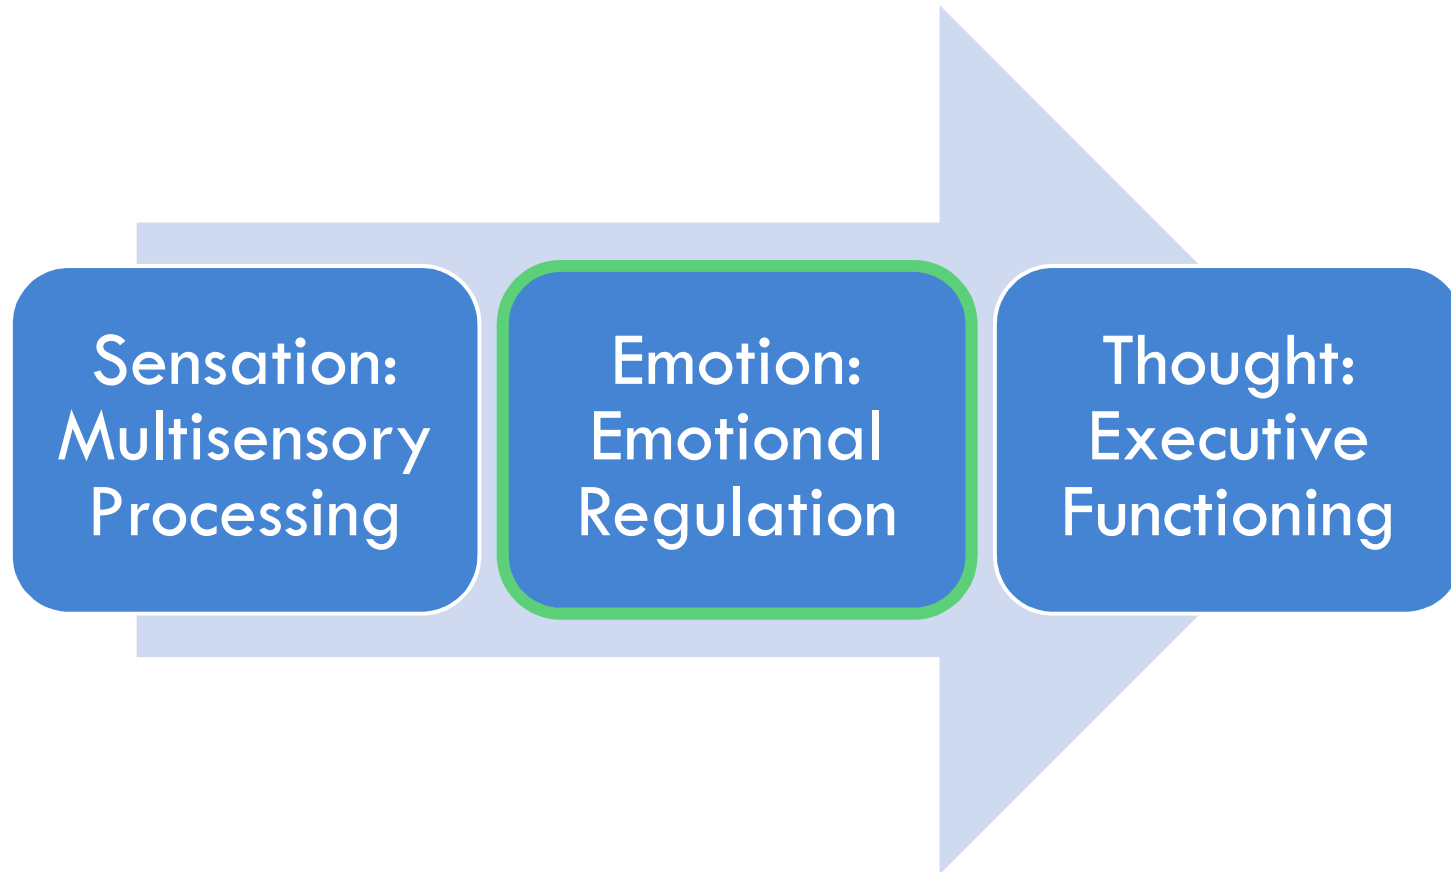 Sensation:
Multisensory
Processing
Emotion:
Emotional
Regulation
Thought:
Executive
Functioning